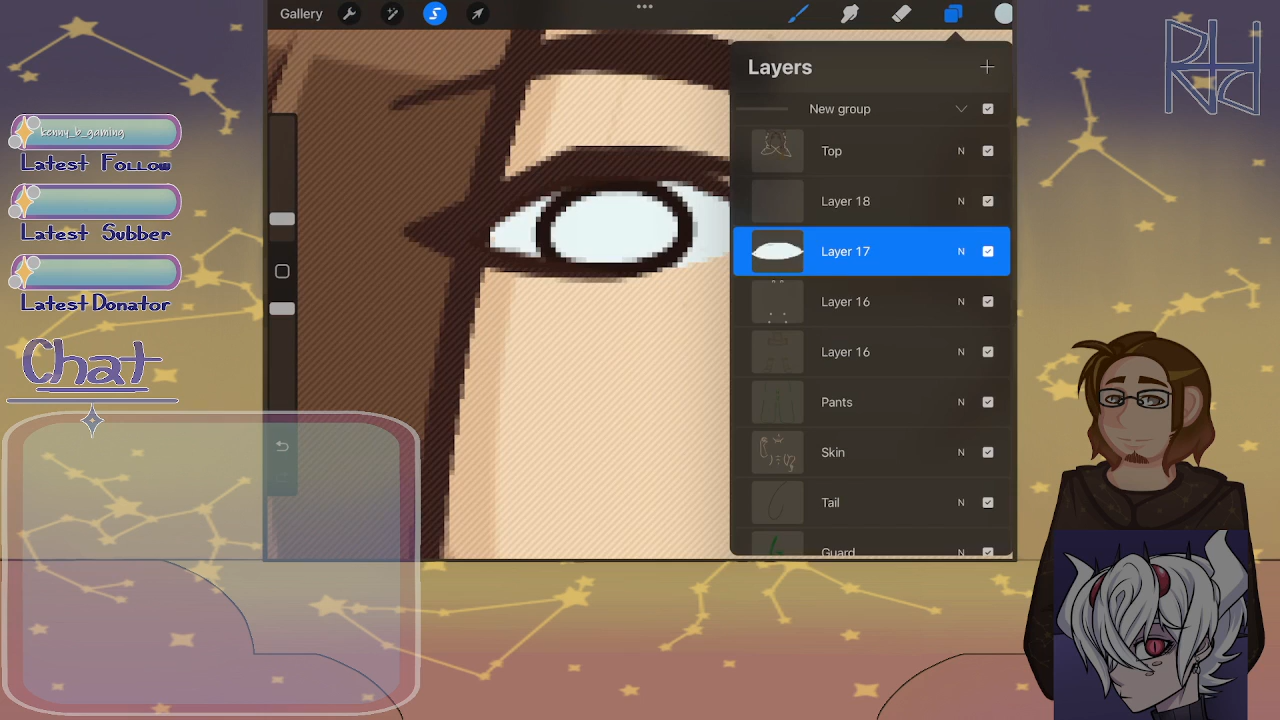 Gallery
Layers
New group
Top
N
Layer 18
N
Layer 17
N
Layer 16
N
Layer 16
N
Pants
N
Skin
N
Tail
N
Guard
N
kenny_b_gaming
Latest Follow
Latest Subber
Latest Donator
Chat